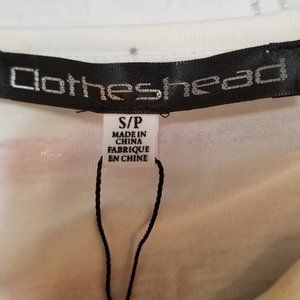 Clotheshead
S/P
MADE IN
CHINA
FABRIQUE
EN CHINE